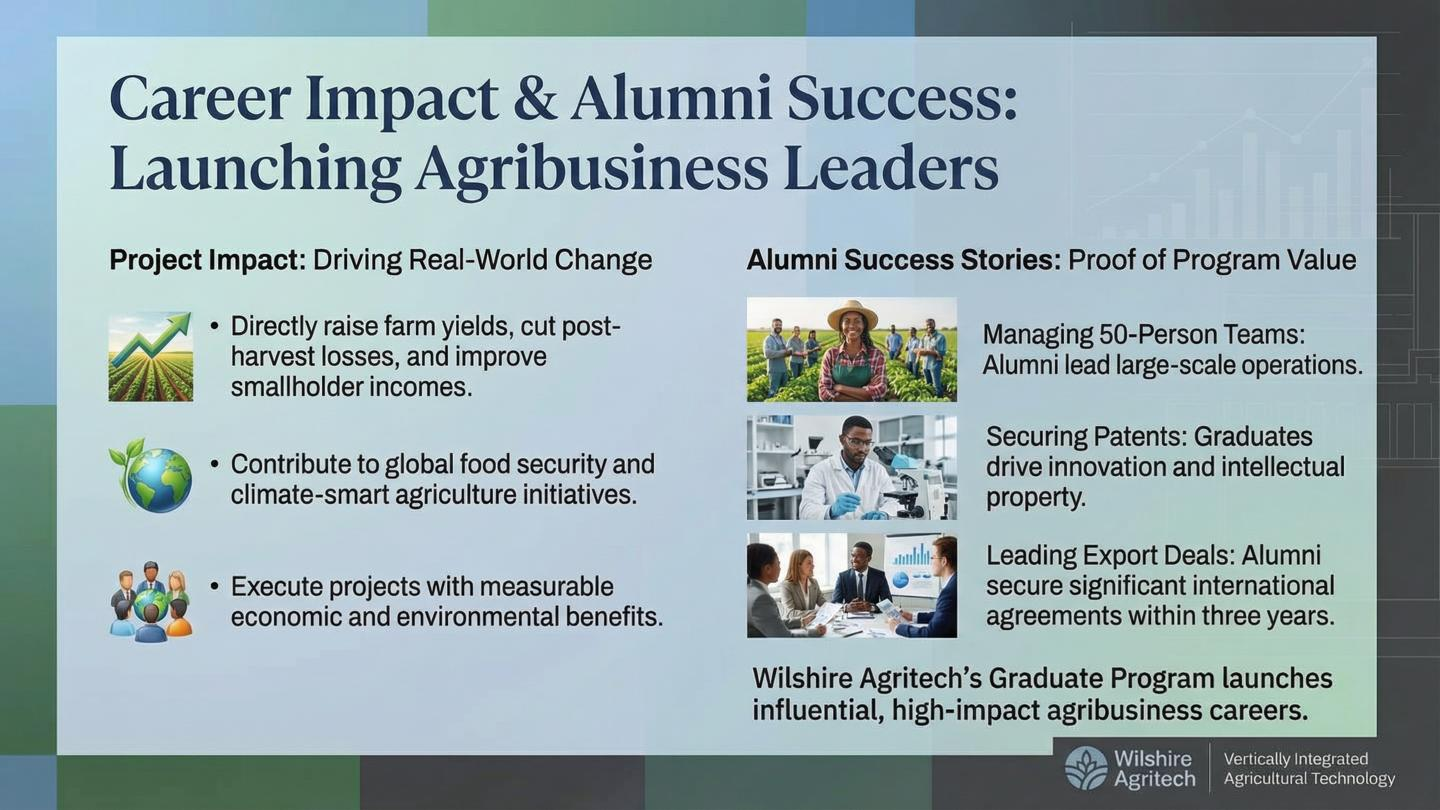 Career Impact & Alumni Success:
Launching Agribusiness Leaders
Project Impact: Driving Real-World Change
• Directly raise farm yields, cut post-
harvest losses, and improve
smallholder incomes.
• Contribute to global food security and
climate-smart agriculture initiatives.
• Execute projects with measurable
economic and environmental benefits.
Alumni Success Stories: Proof of Program Value
Managing 50-Person Teams:
Alumni lead large-scale operations.
Securing Patents: Graduates
drive innovation and intellectual
property.
Leading Export Deals: Alumni
secure significant international
agreements within three years.
Wilshire Agritech’s Graduate Program launches
influential, high-impact agribusiness careers.
Wilshire
Agritech
Vertically Integrated
Agricultural Technology